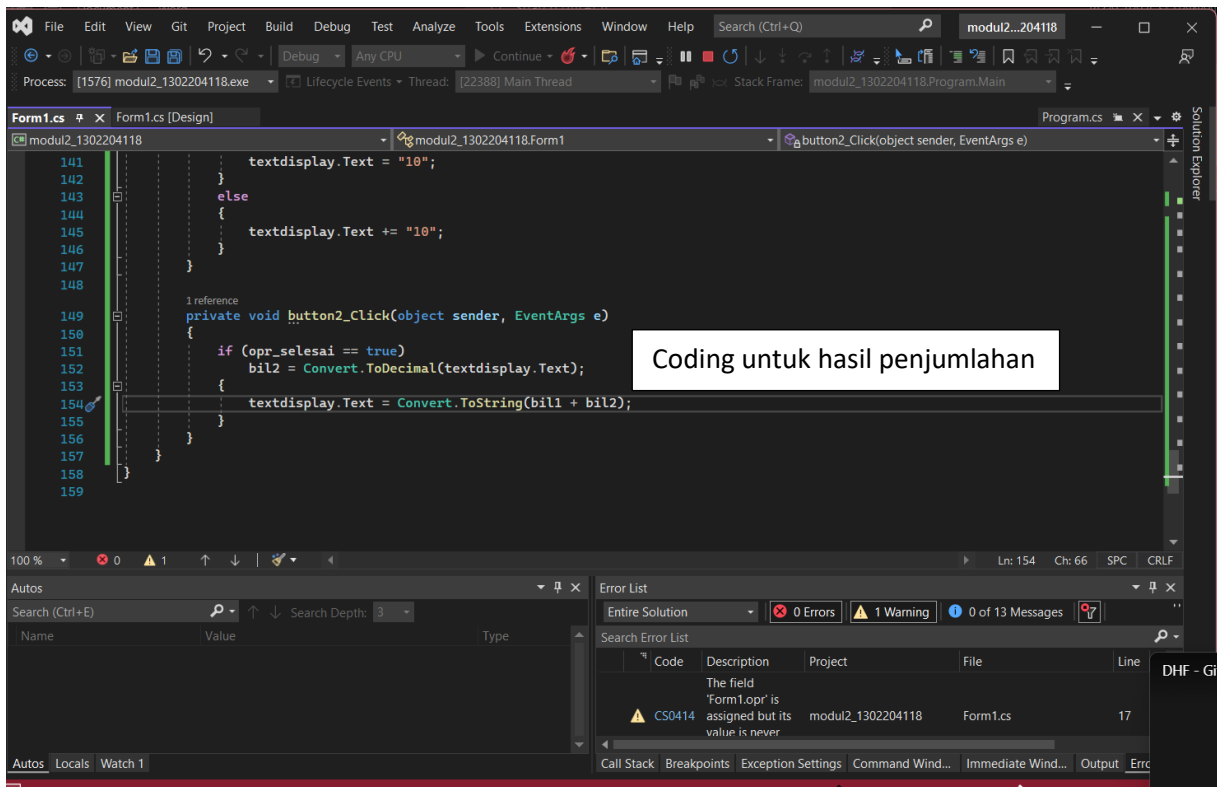 File Edit View Git Project Build Debug Test Analyze Tools Extensions Window Help Search (Ctrl+Q) modul2...204118
Debug Any CPU Continue
Process: [1576] modul2_1302204118.exe Lifecycle Events Thread: [22388] Main Thread Stack Frame: modul2_1302204118.Program.Main
Form1.cs Form1.cs [Design] Program.cs
Solution Explorer
modul2_1302204118 modul2_1302204118.Form1 button2_Click(object sender, EventArgs e)
141 textdisplay.Text = "10";
142 }
143 else
144 {
145 textdisplay.Text += "10";
146 }
147 }
148
1 reference
149 private void button2_Click(object sender, EventArgs e)
150 {
151 if (opr_selesai == true)
152 bil2 = Convert.ToDecimal(textdisplay.Text);
153 {
154 textdisplay.Text = Convert.ToString(bil1 + bil2);
155 }
156 }
157 }
158 }
159
Coding untuk hasil penjumlahan
100 % 0 1 Ln: 154 Ch: 66 SPC CRLF
Autos
Search (Ctrl+E) Search Depth: 3
Name Value Type
Autos Locals Watch 1
Error List
Entire Solution 0 Errors 1 Warning 0 of 13 Messages
Search Error List
Code Description Project File Line
The field
'Form1.opr' is
CS0414 assigned but its modul2_1302204118 Form1.cs 17
value is never
Call Stack Breakpoints Exception Settings Command Wind... Immediate Wind... Output Erro
DHF - Gi